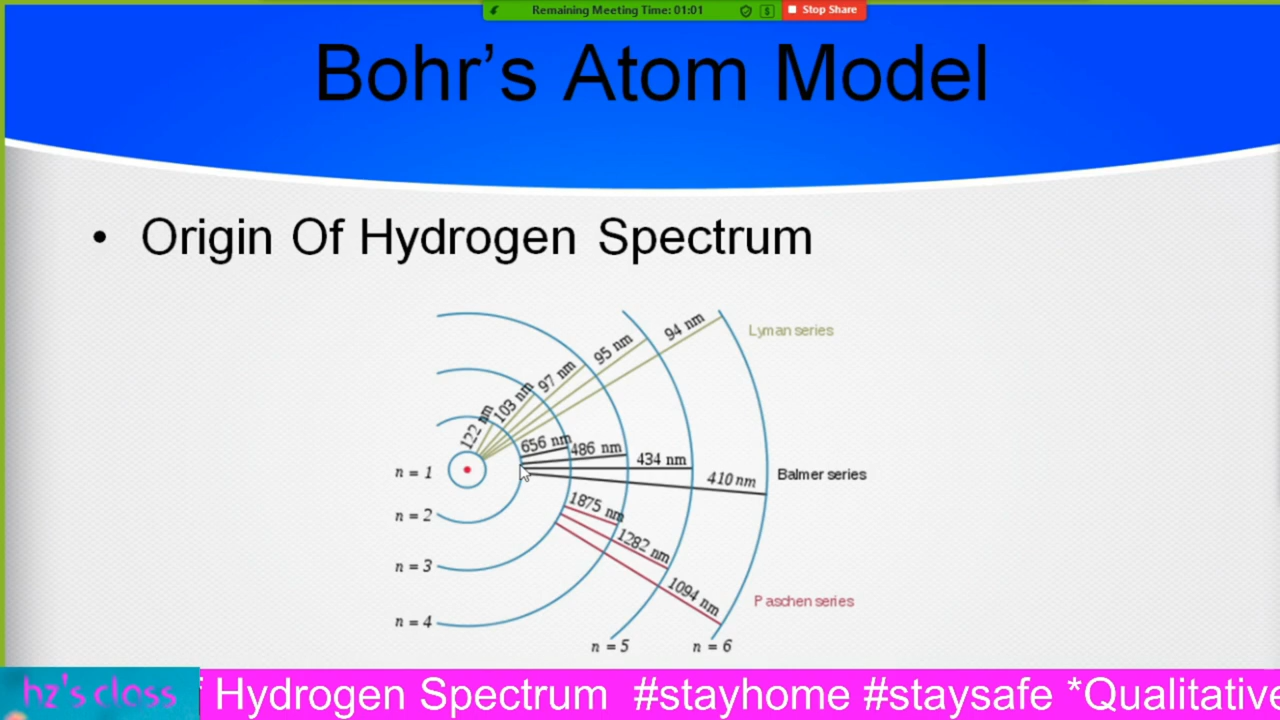 Remaining Meeting Time: 01:01
Stop Share
Bohr's Atom Model
• Origin Of Hydrogen Spectrum
94 nm
Lyman series
95 nm
97 nm
103 nm
122 nm
656 nm
486 nm
434 nm
410 nm
Balmer series
n = 1
n = 2
1875 nm
1282 nm
n = 3
1094 nm
Paschen series
n = 4
n = 5
n = 6
hz's class
Hydrogen Spectrum #stayhome #staysafe *Qualitative